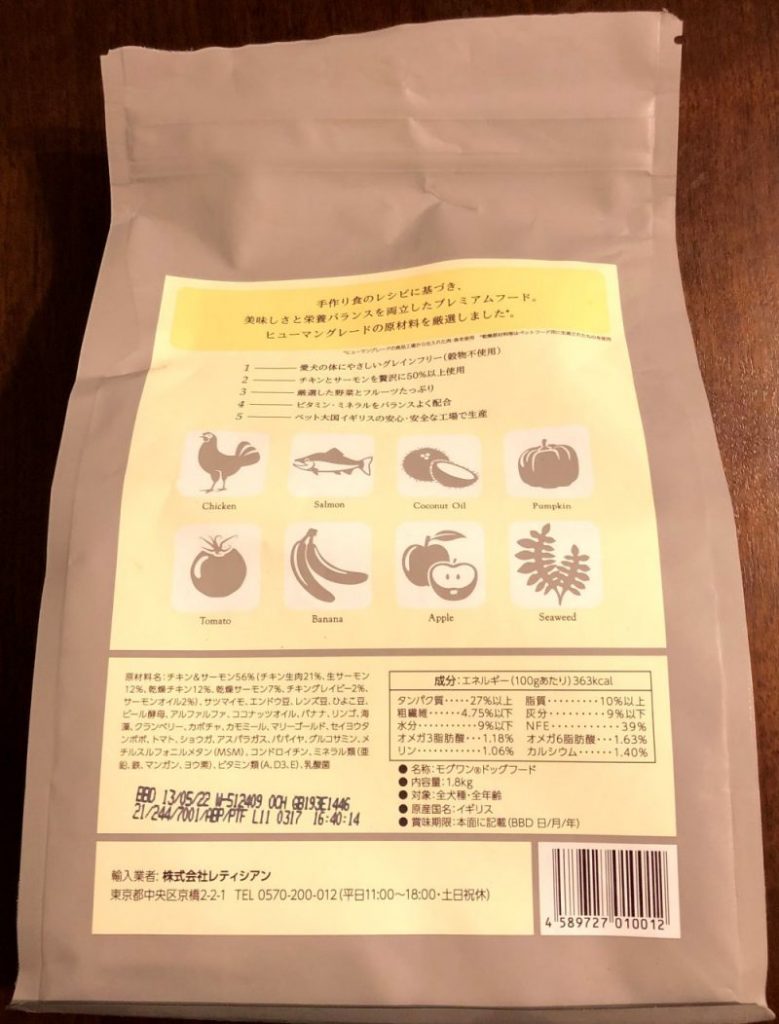 手作り食のレシピに基づき、
美味しさと栄養バランスを両立したプレミアムフード。
ヒューマングレードの原材料を厳選しました*。
1 愛犬の体にやさしいグレインフリー(穀物不使用)
2 チキンとサーモンを贅沢に50%以上使用
3 厳選した野菜とフルーツたっぷり
4 ビタミン・ミネラルをバランスよく配合
5 ペット大国イギリスの安心・安全な工場で生産
Chicken
Salmon
Coconut Oil
Pumpkin
Tomato
Banana
Apple
Seaweed
原材料名:チキン&サーモン56%(チキン生肉21%、生サーモン
12%、乾燥チキン12%、乾燥サーモン7%、チキングレイビー2%、
サーモンオイル2%)、サツマイモ、エンドウ豆、レンズ豆、ひよこ豆、
ビール酵母、アルファルファ、ココナッツオイル、バナナ、リンゴ、海
藻、クランベリー、カボチャ、カモミール、マリーゴールド、セイヨウタ
ンポポ、トマト、ショウガ、アスパラガス、パパイヤ、グルコサミン、メ
チルスルフォニルメタン(MSM)、コンドロイチン、ミネラル類(亜
鉛、鉄、マンガン、ヨウ素)、ビタミン類(A、D3、E)、乳酸菌
BBD 13/05/22 W-512409 OCH GB193E1446
21/244/7001/ABP/PTF L11 0317 16:40:14
成分:エネルギー(100gあたり)363kcal
タンパク質・・・・・27%以上 脂質・・・・・・・・・10%以上
粗繊維・・・・・・4.75%以下 灰分・・・・・・・・・9%以下
水分・・・・・・・・・9%以下 NFE・・・・・・・・・・39%
オメガ3脂肪酸・・・1.18% オメガ6脂肪酸・・・1.63%
リン・・・・・・・・・・1.06% カルシウム・・・・・・1.40%
●名称:モグワン®ドッグフード
●内容量:1.8kg
●対象:全犬種・全年齢
●原産国名:イギリス
●賞味期限:本面に記載(BBD 日/月/年)
輸入業者:株式会社レティシアン
東京都中央区京橋2-2-1 TEL 0570-200-012(平日11:00～18:00・土日祝休)
4 589727 010012